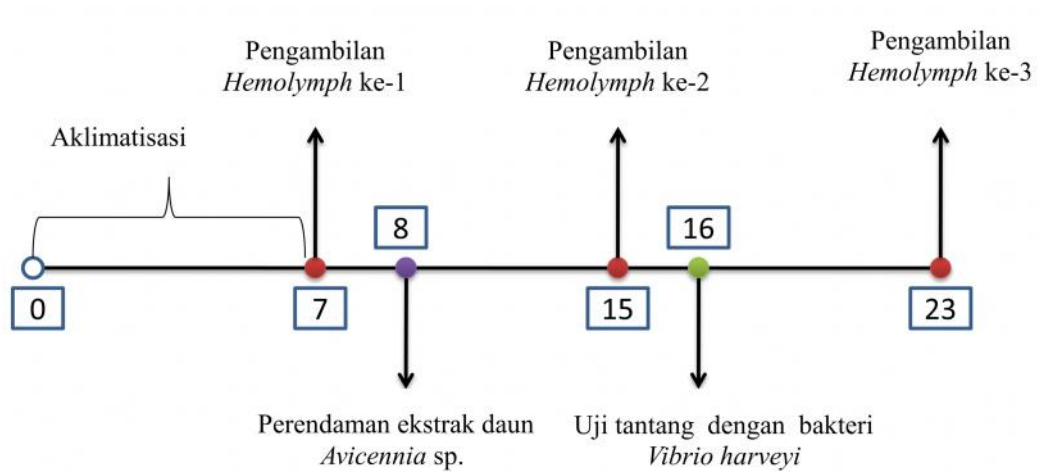 Pengambilan
Hemolymph ke-1
Pengambilan
Hemolymph ke-2
Pengambilan
Hemolymph ke-3
Aklimatisasi
8
16
0
7
15
23
Perendaman ekstrak daun
Avicennia sp.
Uji tantang dengan bakteri
Vibrio harveyi